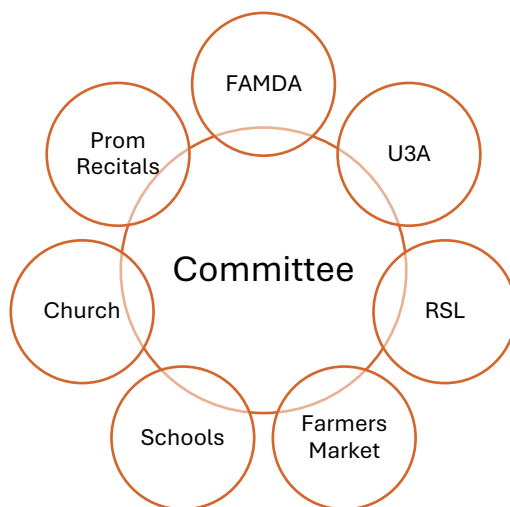 FAMDA
Prom
Recitals
U3A
Committee
Church
RSL
Schools
Farmers
Market